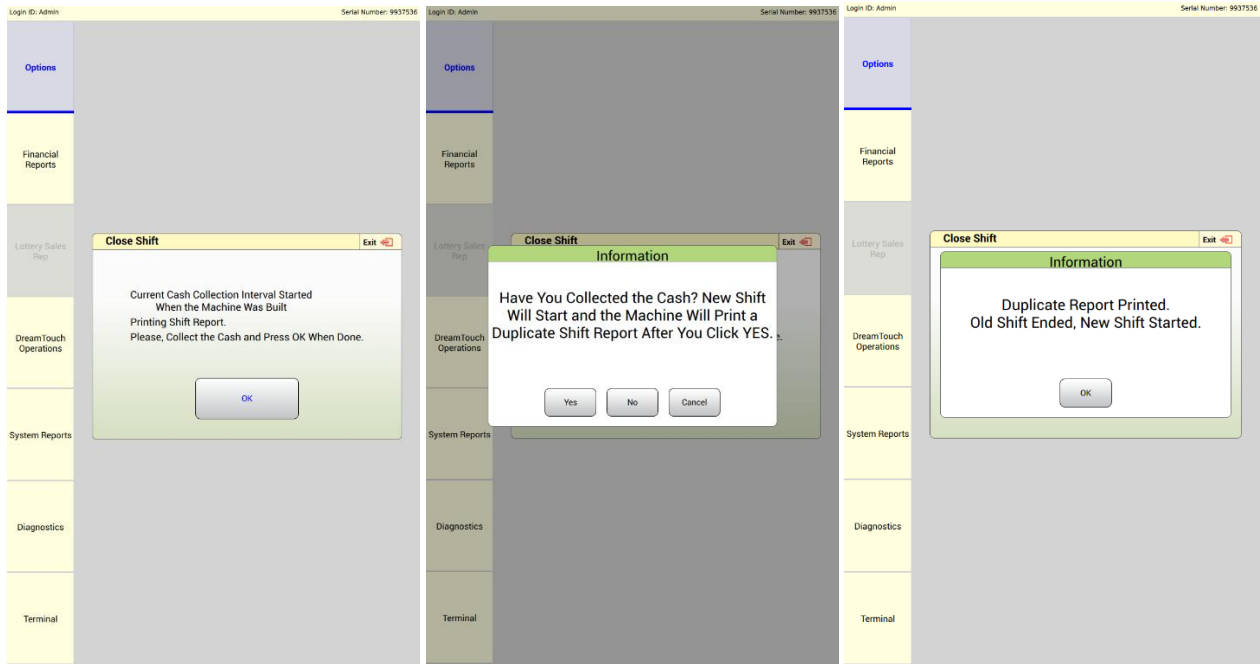 Login ID: Admin
Serial Number: 9937536
Options
Financial
Reports
Lottery Sales
Rep
DreamTouch
Operations
System Reports
Diagnostics
Terminal
Close Shift
Exit
Current Cash Collection Interval Started
When the Machine Was Built
Printing Shift Report.
Please, Collect the Cash and Press OK When Done.
OK
Login ID: Admin
Serial Number: 9937536
Options
Financial
Reports
Lottery Sales
Rep
DreamTouch
Operations
System Reports
Diagnostics
Terminal
Close Shift
Exit
Information
Have You Collected the Cash? New Shift
Will Start and the Machine Will Print a
Duplicate Shift Report After You Click YES.
Yes
No
Cancel
Login ID: Admin
Serial Number: 9937536
Options
Financial
Reports
Lottery Sales
Rep
DreamTouch
Operations
System Reports
Diagnostics
Terminal
Close Shift
Exit
Information
Duplicate Report Printed.
Old Shift Ended, New Shift Started.
OK